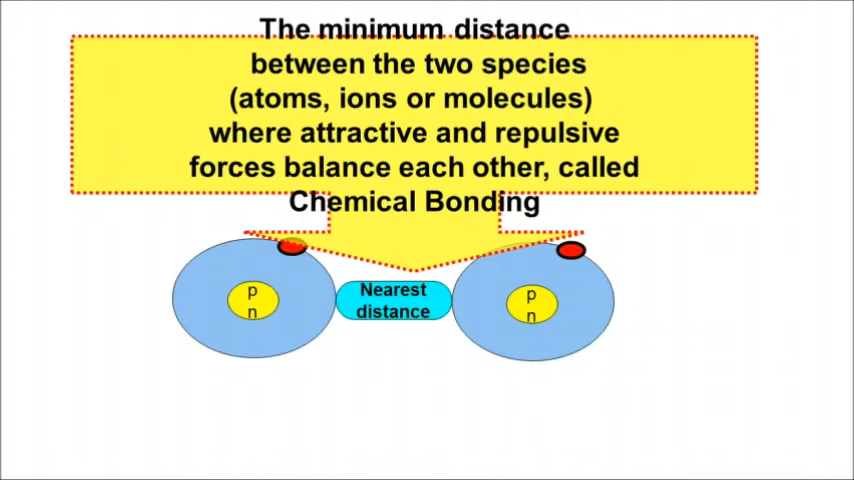 The minimum distance
between the two species
(atoms, ions or molecules)
where attractive and repulsive
forces balance each other, called
Chemical Bonding
p
n
Nearest
distance
p
n